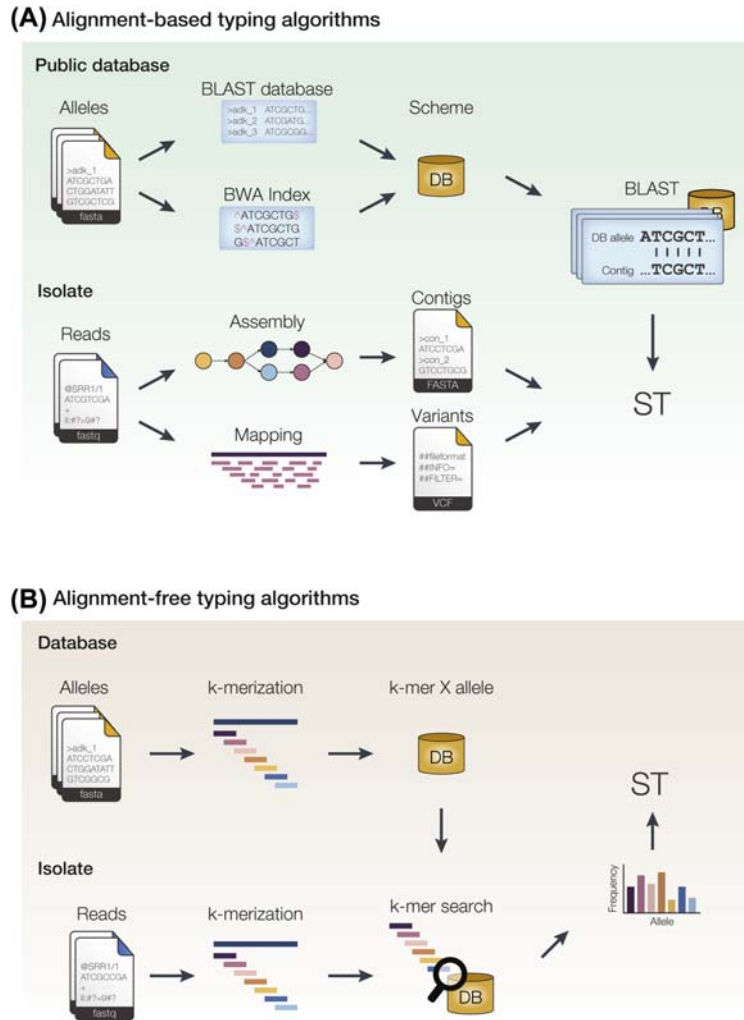 (A) Alignment-based typing algorithms
Public database
Alleles
>adk_1
ATCGCTGA
CTGGATATT
GTCGCTCG
fasta
BLAST database
>adk_1 ATCGCTG...
>adk_2 ATCGATG...
>adk_3 ATCGCGG...
BWA Index
^ATCGCTG$
$^ATCGCTG
G$^ATCGCT
Scheme
DB
BLAST
DB
DB allele ATCGCT...
Contig ...TCGCT...
ST
Isolate
Reads
@SRR1/1
ATCGTCGA
+
fastq
Assembly
Mapping
Contigs
>con_1
ATCCTCGA
>con_2
GTCCTGCG
FASTA
Variants
##fileformat
##INFO=
##FILTER=
VCF
(B) Alignment-free typing algorithms
Database
Alleles
>adk_1
ATCCTCGA
CTGGATATT
GTCGGCG
fasta
k-merization
k-mer X allele
DB
ST
Frequency
Allele
Isolate
Reads
@SRR1/1
ATCGCCGA
+
fastq
k-merization
k-mer search
DB